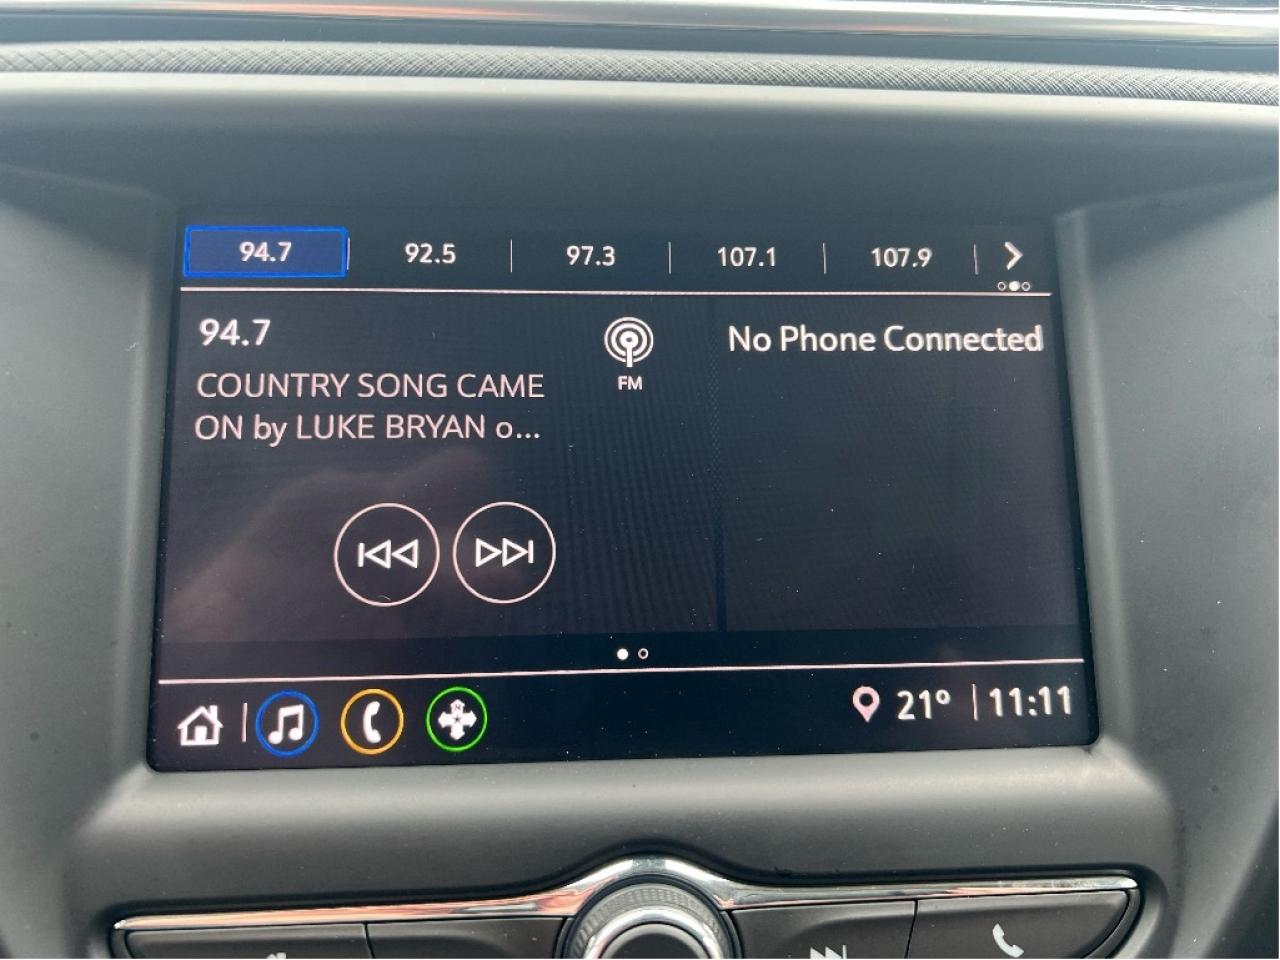 94.7 92.5 97.3 107.1 107.9
94.7
FM
No Phone Connected
COUNTRY SONG CAME
ON by LUKE BRYAN o...
N
21° 11:11